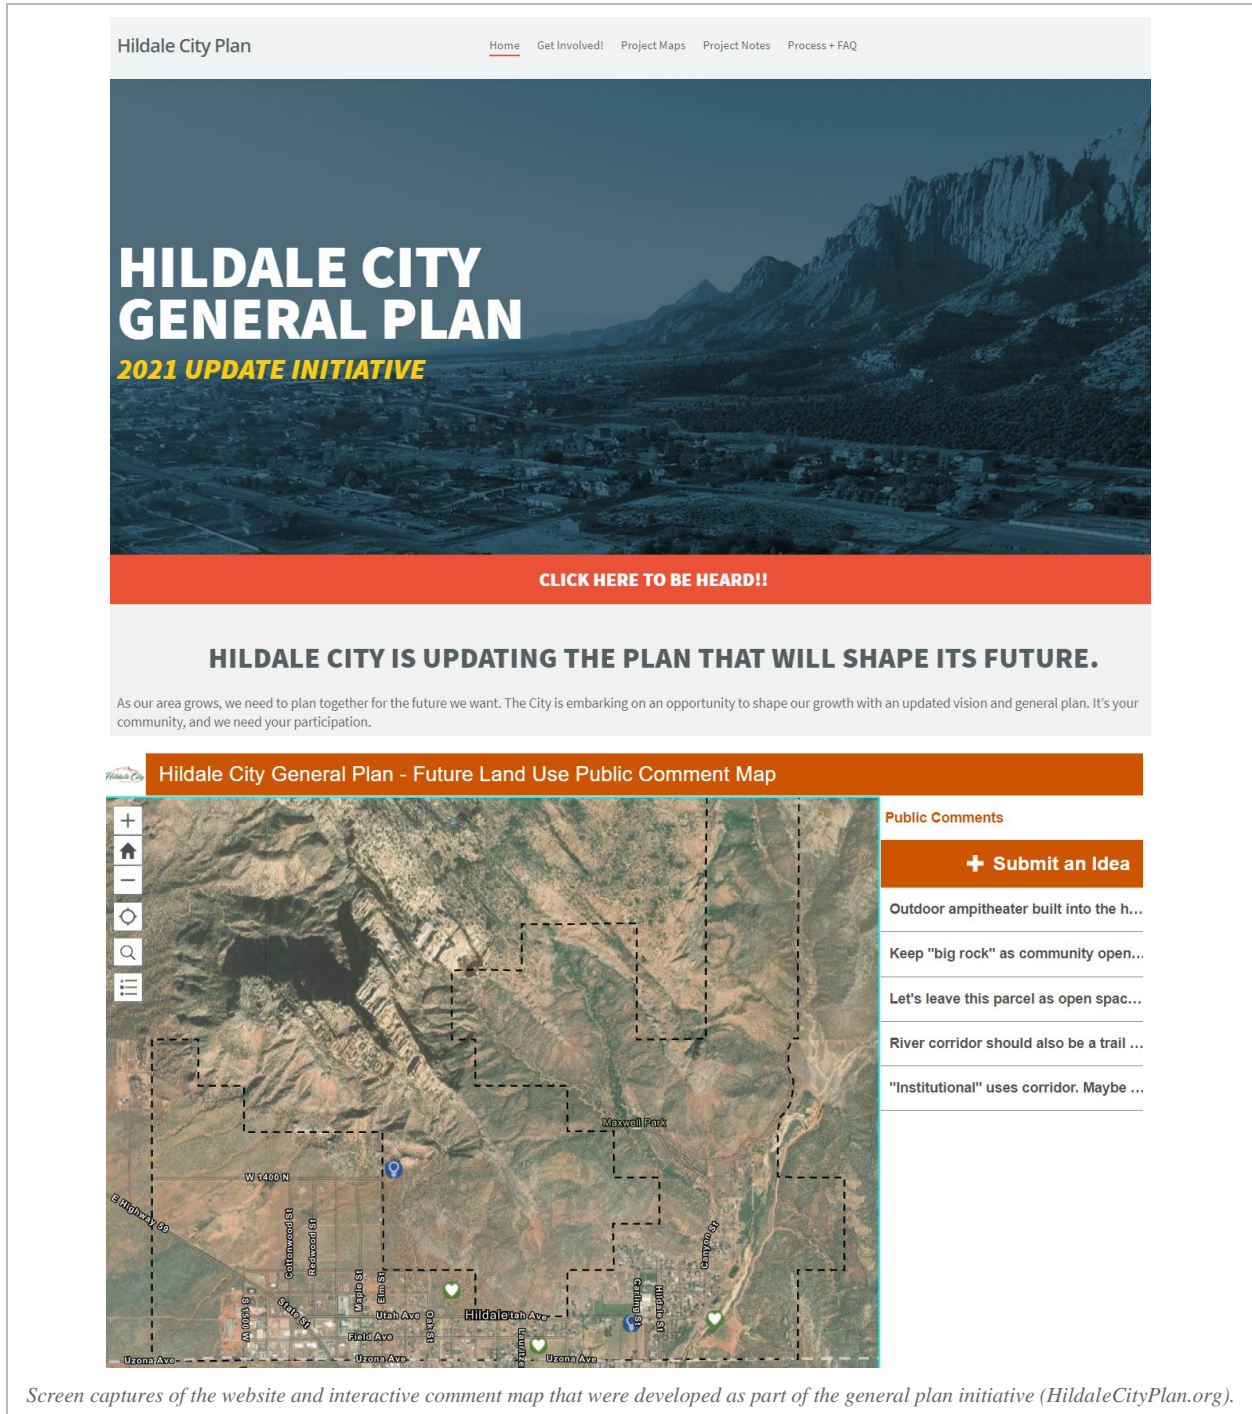 Hildale City Plan
Home Get Involved! Project Maps Project Notes Process + FAQ
HILDALE CITY
GENERAL PLAN
2021 UPDATE INITIATIVE
CLICK HERE TO BE HEARD!!
HILDALE CITY IS UPDATING THE PLAN THAT WILL SHAPE ITS FUTURE.
As our area grows, we need to plan together for the future we want. The City is embarking on an opportunity to shape our growth with an updated vision and general plan. It's your
community, and we need your participation.
Hildale City
Hildale City General Plan - Future Land Use Public Comment Map
Public Comments
+ Submit an Idea
Outdoor ampitheater built into the h...
Keep "big rock" as community open...
Let's leave this parcel as open spac...
River corridor should also be a trail ...
"Institutional" uses corridor. Maybe ...
Maxwell Park
W 1400 N
E Highway 59
Cottonwood St
Redwood St
Maple St
Elm St
Canyon St
Carling St
Hildale St
S 1500 W
State St
Utah Ave
Oak St
Hildale
tah Ave
Field Ave
Lauritze
Uzona Ave
Uzona Ave
Uzona Ave
Screen captures of the website and interactive comment map that were developed as part of the general plan initiative (HildaleCityPlan.org).